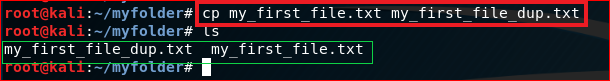 root@kali:~/myfolder# cp my_first_file.txt my_first_file_dup.txt
root@kali:~/myfolder# ls
my_first_file_dup.txt  my_first_file.txt
root@kali:~/myfolder#